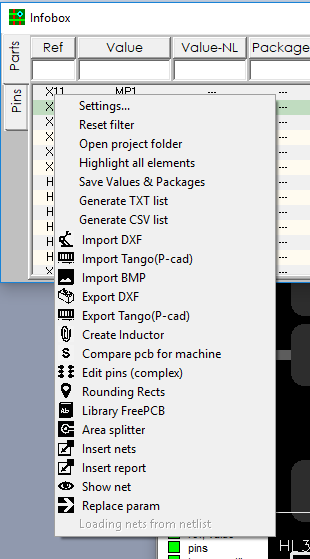 Infobox
Parts
Pins
Ref Value Value-NL Package
X11 MP1 --- ---
X ---
X ---
X ---
X ---
X ---
H ---
H ---
H ---
H ---
H ---
H ---
Settings...
Reset filter
Open project folder
Highlight all elements
Save Values & Packages
Generate TXT list
Generate CSV list
Import DXF
Import Tango(P-cad)
Import BMP
Export DXF
Export Tango(P-cad)
Create Inductor
S Compare pcb for machine
Edit pins (complex)
Rounding Rects
Ab Library FreePCB
Area splitter
Insert nets
Insert report
Show net
Replace param
Loading nets from netlist
pins
HL3